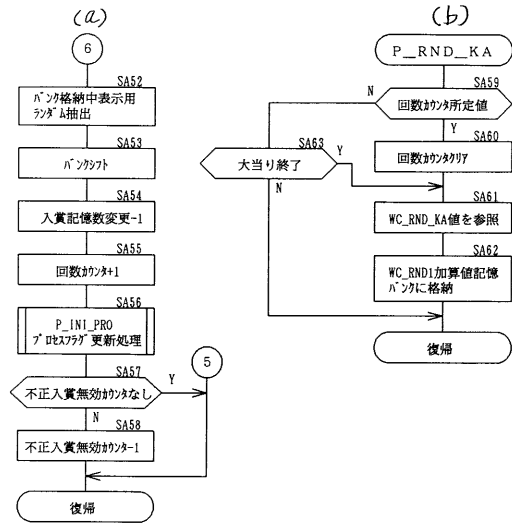 (a)
6
SA52
バンク格納中表示用
ランダム抽出
SA53
バンクシフト
SA54
入賞記憶数変更-1
SA55
回数カウンタ+1
SA56
P_INI_PRO
プロセスフラグ更新処理
SA57
不正入賞無効カウンタなし
Y
5
N
SA58
不正入賞無効カウンタ-1
復帰
(b)
P__RND__KA
SA59
N
回数カウンタ所定値
Y
SA60
回数カウンタクリア
SA63
大当り終了
Y
N
SA61
WC_RND_KA値を参照
SA62
WC_RND1加算値記憶
バンクに格納
復帰